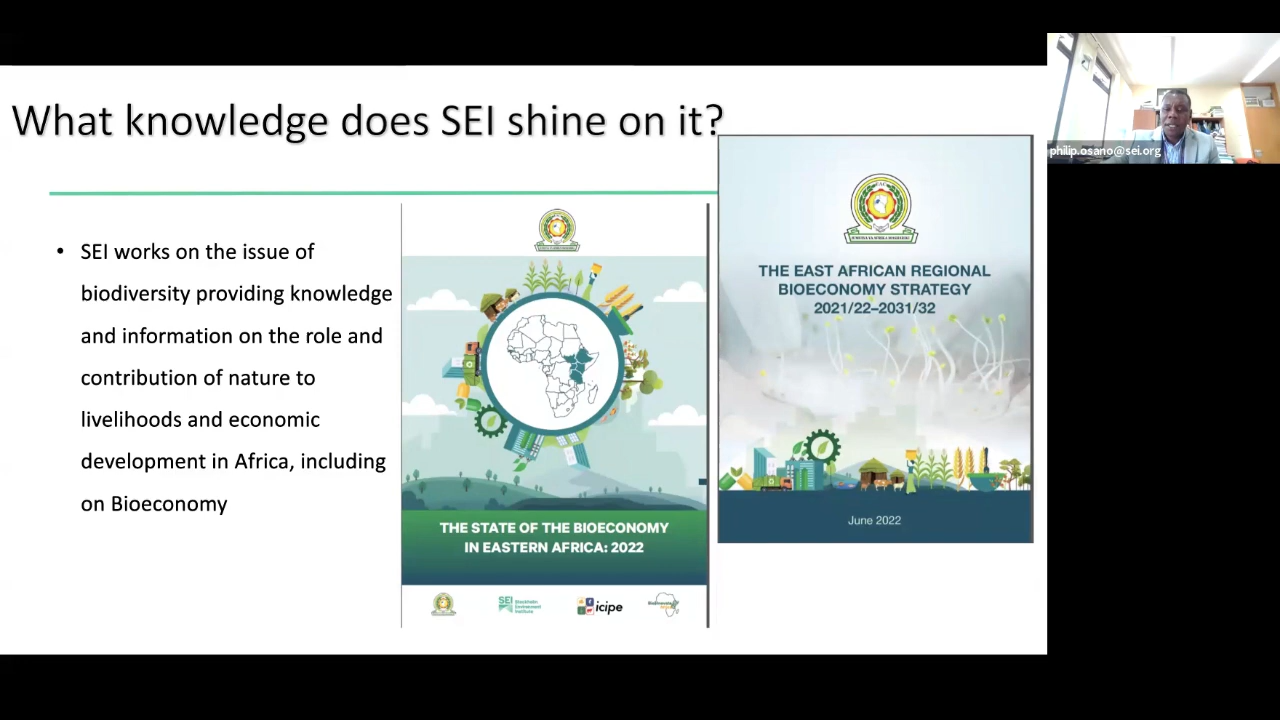 What knowledge does SEI shine on it?
philip.osano@sei.org
• SEI works on the issue of
biodiversity providing knowledge
and information on the role and
contribution of nature to
livelihoods and economic
development in Africa, including
on Bioeconomy
THE STATE OF THE BIOECONOMY
IN EASTERN AFRICA: 2022
SEI Stockholm
Environment
Institute
icipe
THE EAST AFRICAN REGIONAL
BIOECONOMY STRATEGY
2021/22–2031/32
June 2022